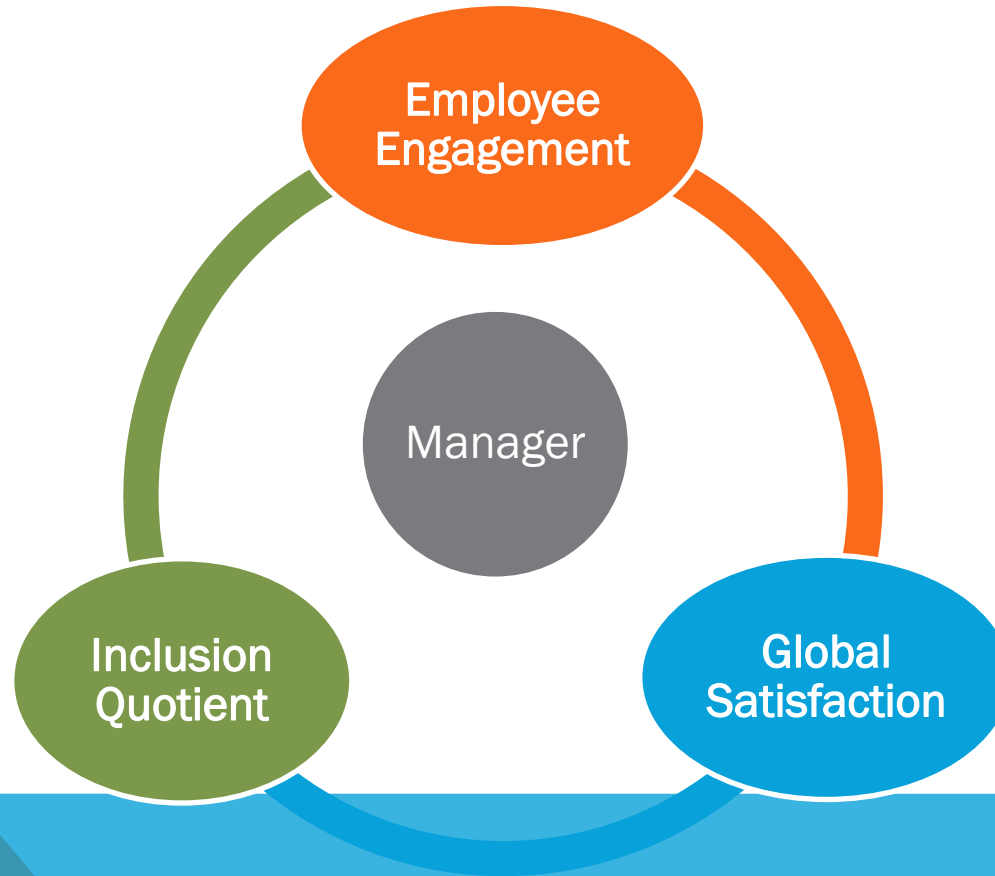 Employee
Engagement
Manager
Inclusion
Quotient
Global
Satisfaction